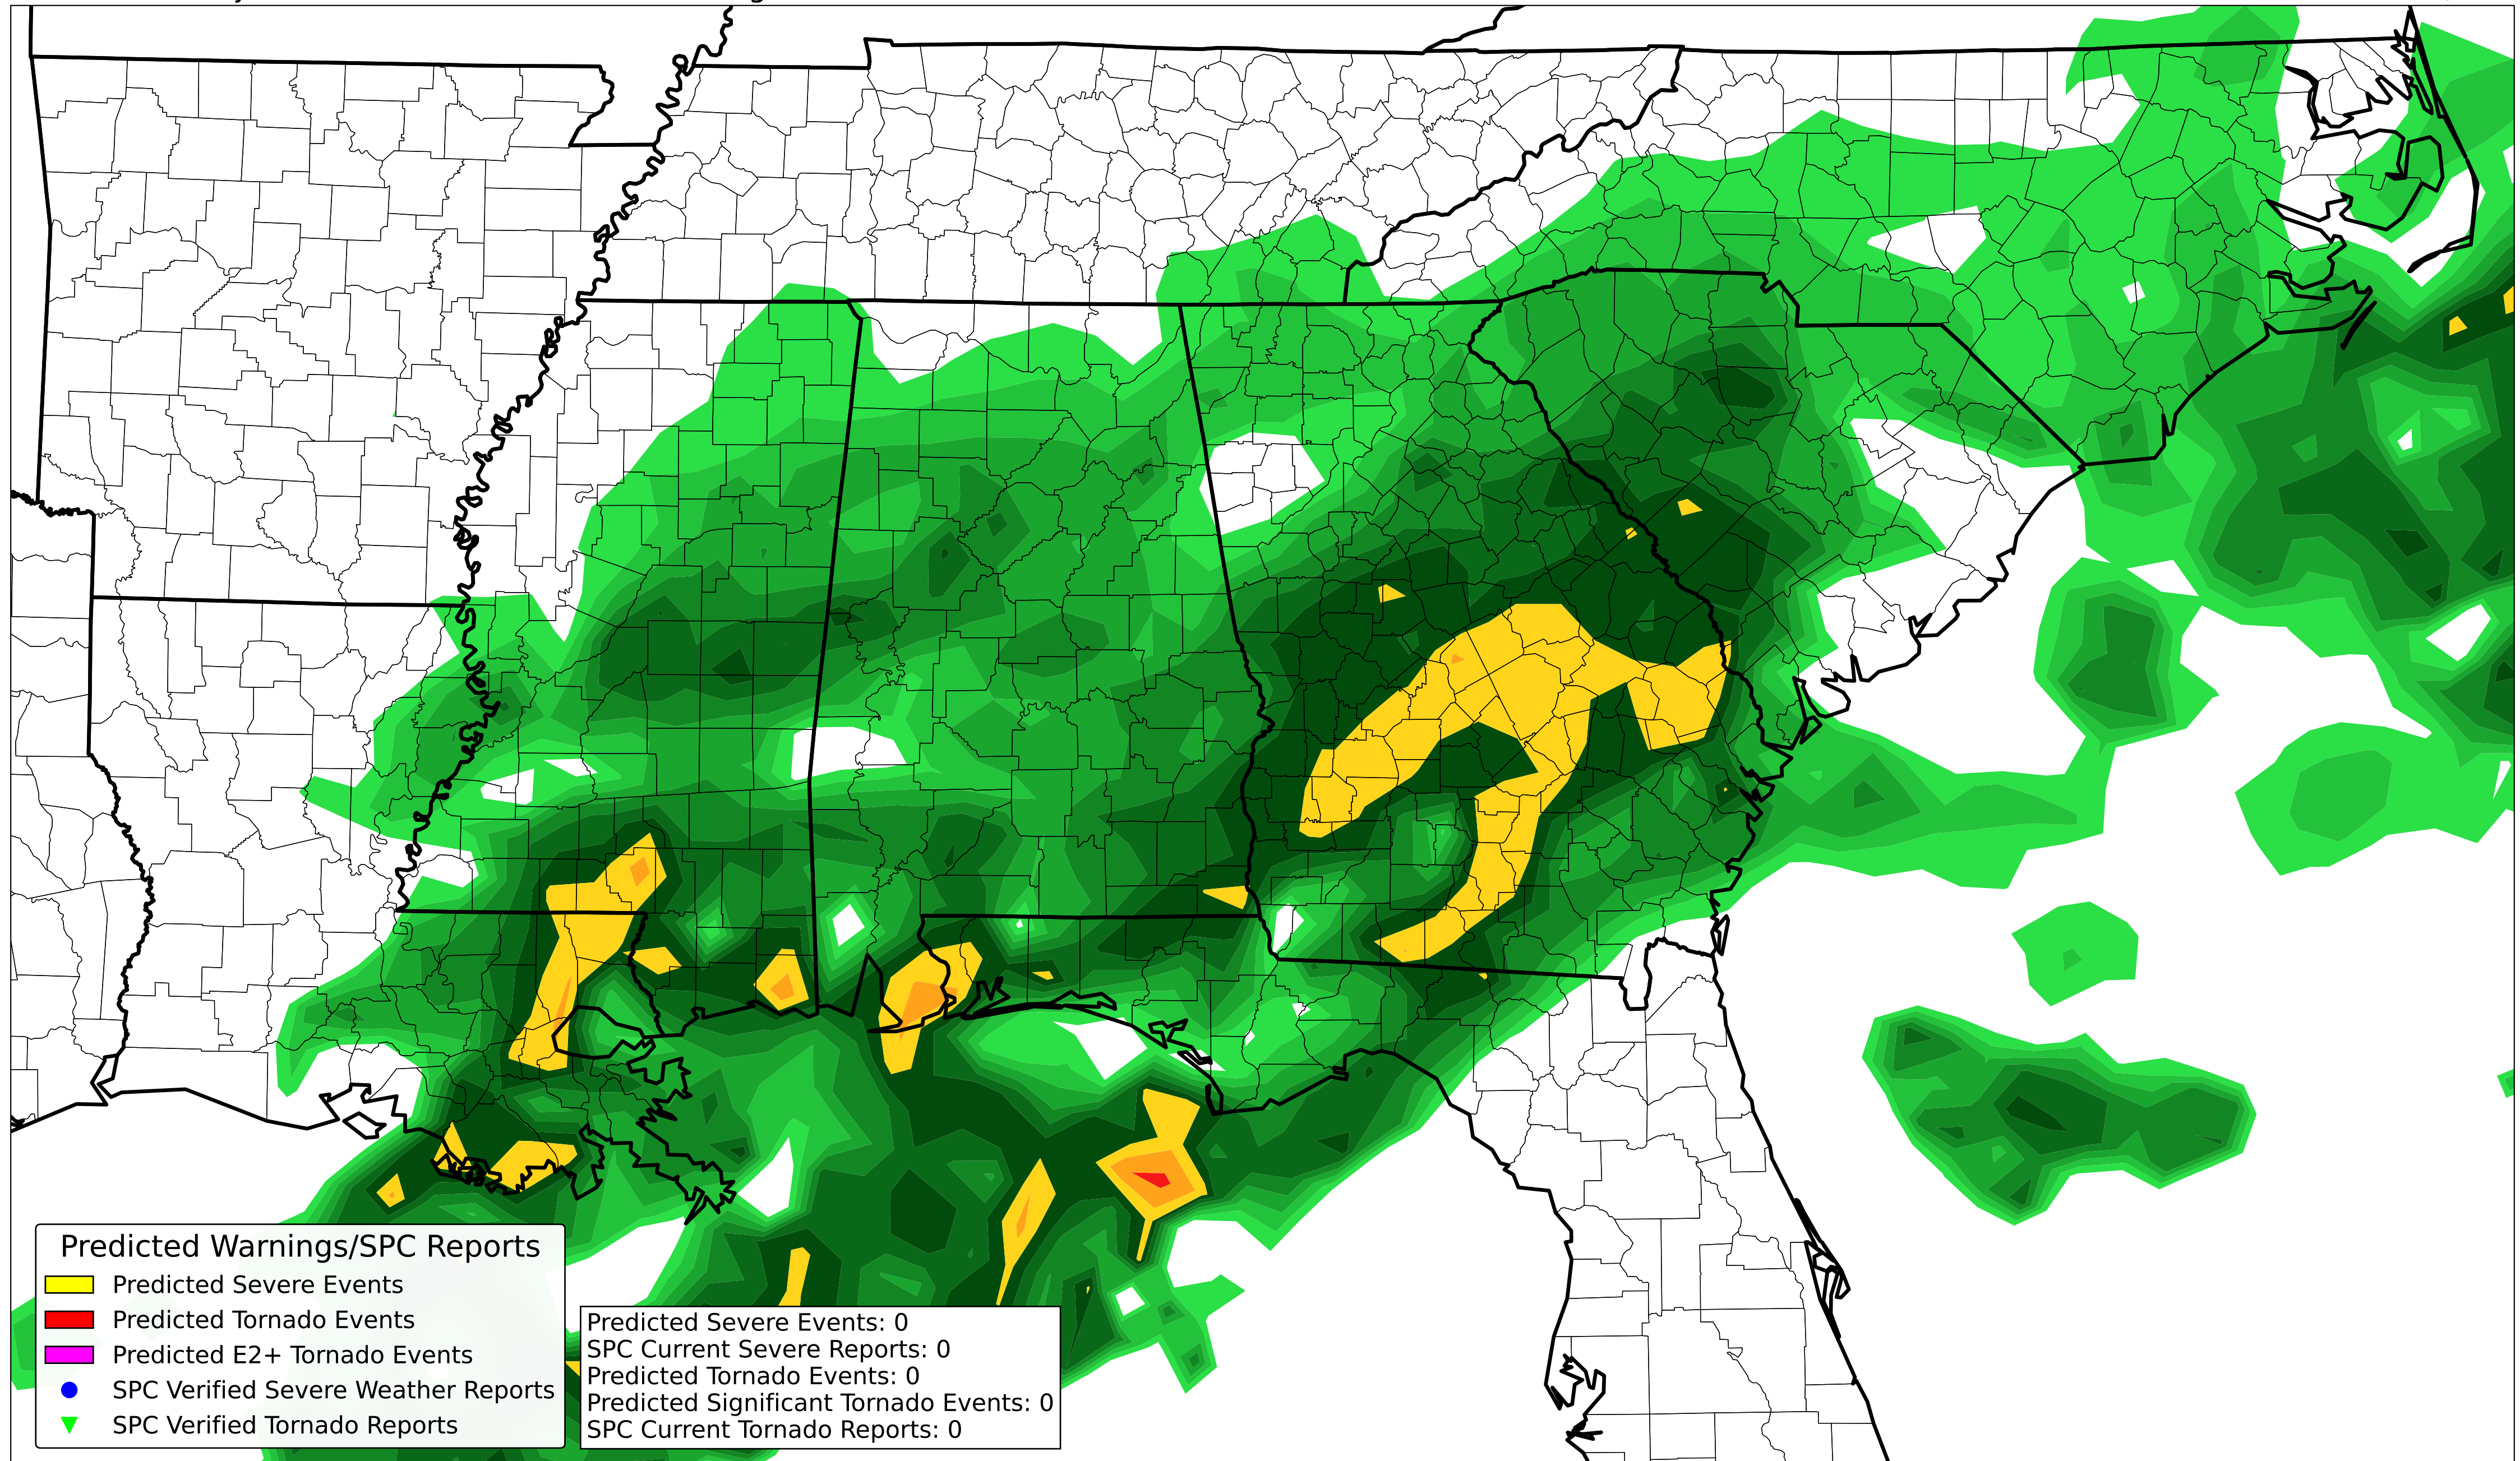 Predicted Warnings/SPC Reports
Predicted Severe Events
Predicted Tornado Events
Predicted E2+ Tornado Events
SPC Verified Severe Weather Reports
SPC Verified Tornado Reports
Predicted Severe Events: 0
SPC Current Severe Reports: 0
Predicted Tornado Events: 0
Predicted Significant Tornado Events: 0
SPC Current Tornado Reports: 0